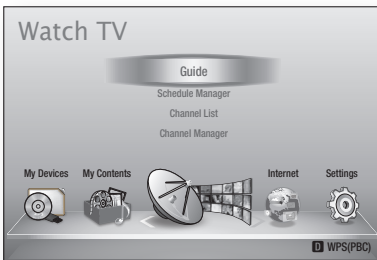 Watch TV
Guide
Schedule Manager
Channel List
Channel Manager
My Devices My Contents Internet Settings
D WPS(PBC)